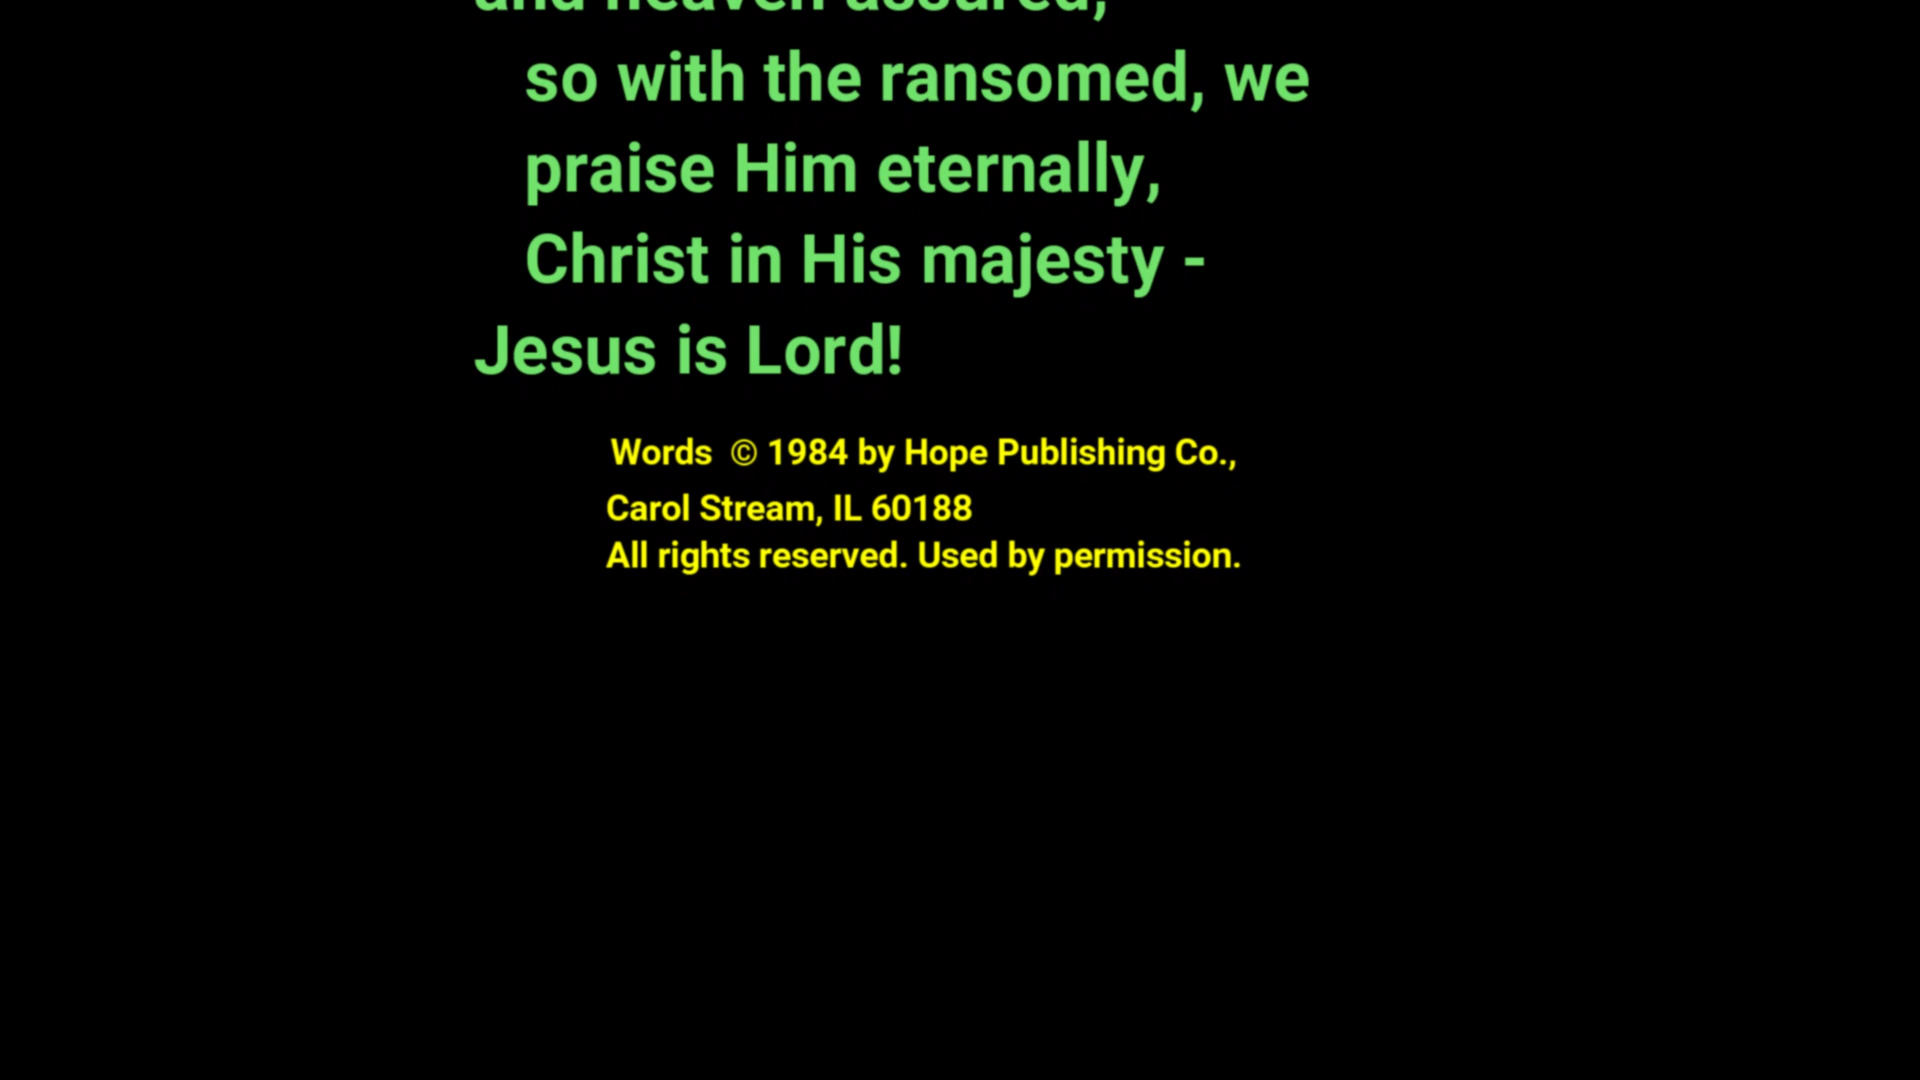 and heaven assured,
so with the ransomed, we
praise Him eternally,
Christ in His majesty -
Jesus is Lord!
Words © 1984 by Hope Publishing Co.,
Carol Stream, IL 60188
All rights reserved. Used by permission.